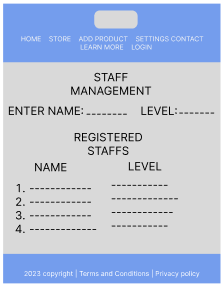 HOME STORE ADD PRODUCT SETTINGS CONTACT
LEARN MORE LOGIN
STAFF
MANAGEMENT
ENTER NAME: -------- LEVEL:-------
REGISTERED
STAFFS
NAME LEVEL
1. ------------ -----------
2. ------------ -------------
3. ------------ ------------
4. ------------- -----------
2023 copyright | Terms and Conditions | Privacy policy